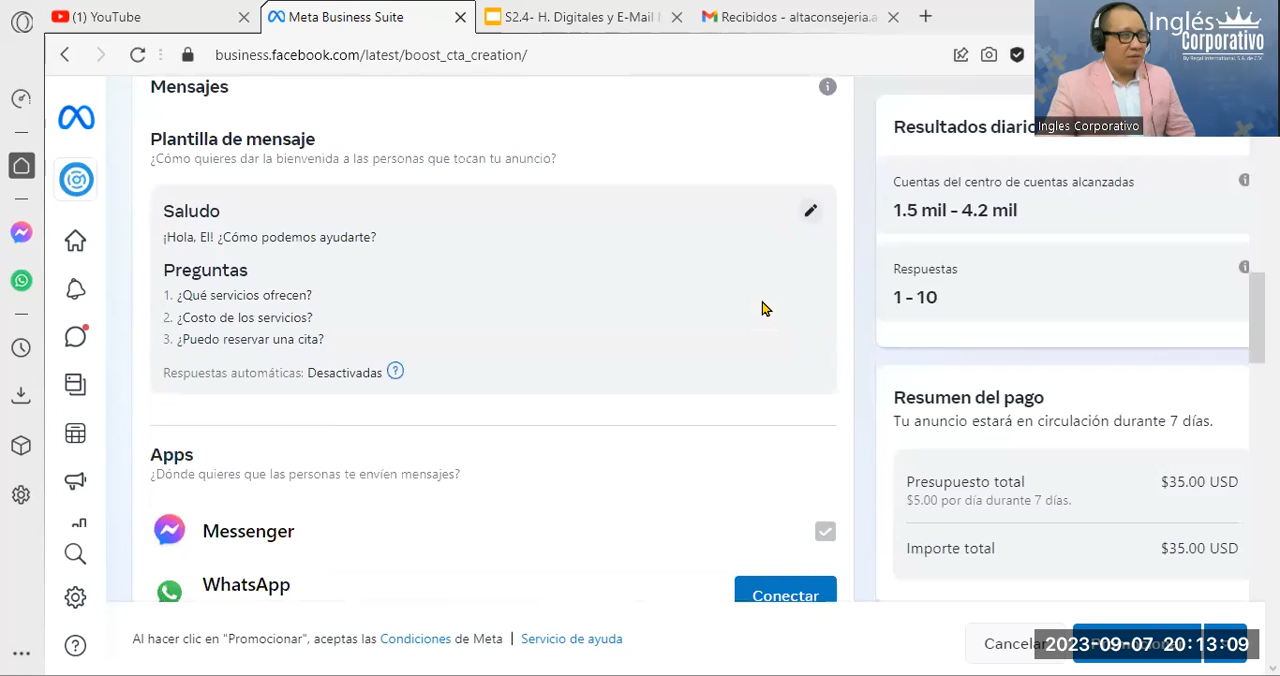 (1) YouTube
Meta Business Suite
S2.4- H. Digitales y E-Mail
Recibidos - altaconsejeria.a
business.facebook.com/latest/boost_cta_creation/
Inglés
Corporativo
By Regal International, S.A. de C.V.
Ingles Corporativo
Mensajes
Plantilla de mensaje
¿Cómo quieres dar la bienvenida a las personas que tocan tu anuncio?
Saludo
¡Hola, El! ¿Cómo podemos ayudarte?
Preguntas
1. ¿Qué servicios ofrecen?
2. ¿Costo de los servicios?
3. ¿Puedo reservar una cita?
Respuestas automáticas: Desactivadas
Apps
¿Dónde quieres que las personas te envíen mensajes?
Messenger
WhatsApp
Conectar
Resultados diario
Cuentas del centro de cuentas alcanzadas
1.5 mil - 4.2 mil
Respuestas
1 - 10
Resumen del pago
Tu anuncio estará en circulación durante 7 días.
Presupuesto total $35.00 USD
$5.00 por día durante 7 días.
Importe total $35.00 USD
Al hacer clic en "Promocionar", aceptas las Condiciones de Meta | Servicio de ayuda
Cancelar
2023-09-07 20:13:09